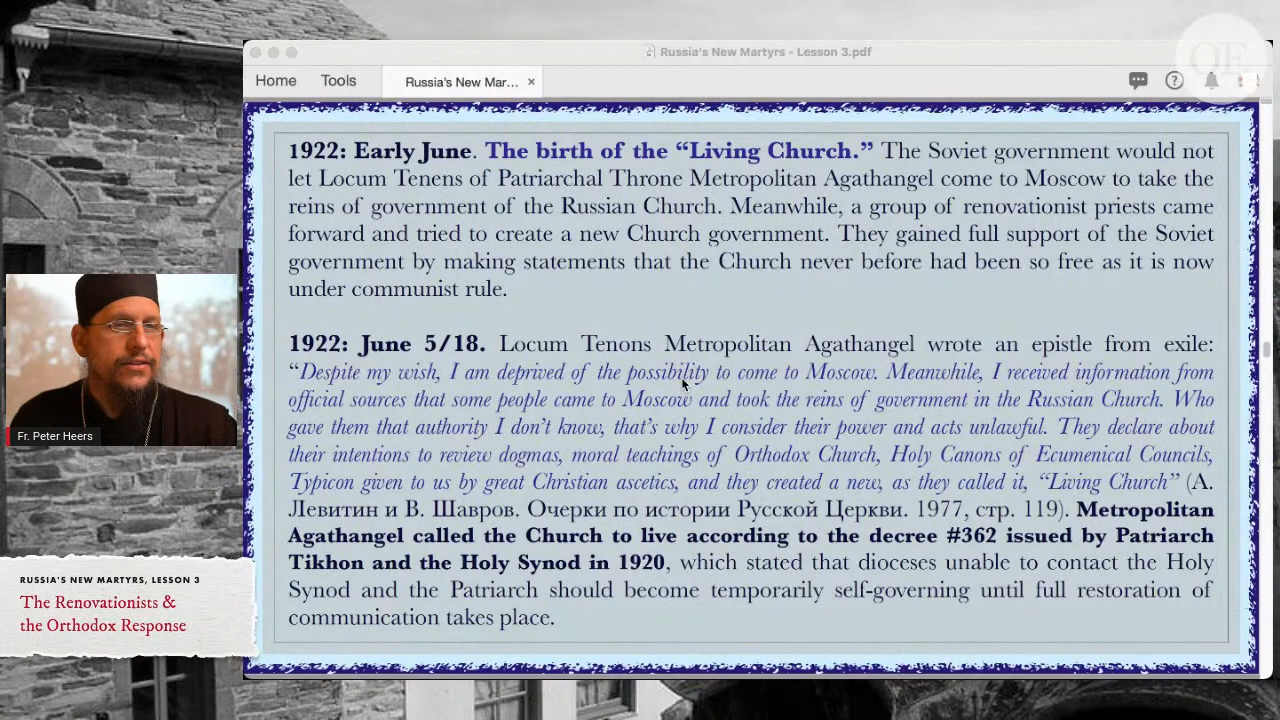 Russia's New Martyrs - Lesson 3.pdf
OE
Home Tools Russia's New Mar... ×
1922: Early June. The birth of the “Living Church.” The Soviet government would not
let Locum Tenens of Patriarchal Throne Metropolitan Agathangel come to Moscow to take the
reins of government of the Russian Church. Meanwhile, a group of renovationist priests came
forward and tried to create a new Church government. They gained full support of the Soviet
government by making statements that the Church never before had been so free as it is now
under communist rule.
1922: June 5/18. Locum Tenons Metropolitan Agathangel wrote an epistle from exile:
“Despite my wish, I am deprived of the possibility to come to Moscow. Meanwhile, I received information from
official sources that some people came to Moscow and took the reins of government in the Russian Church. Who
gave them that authority I don't know, that's why I consider their power and acts unlawful. They declare about
their intentions to review dogmas, moral teachings of Orthodox Church, Holy Canons of Ecumenical Councils,
Typicon given to us by great Christian ascetics, and they created a new, as they called it, “Living Church” (А.
Левитин и В. Шавров. Очерки по истории Русской Церкви. 1977, стр. 119). Metropolitan
Agathangel called the Church to live according to the decree #362 issued by Patriarch
Tikhon and the Holy Synod in 1920, which stated that dioceses unable to contact the Holy
Synod and the Patriarch should become temporarily self-governing until full restoration of
communication takes place.
Fr. Peter Heers
RUSSIA'S NEW MARTYRS, LESSON 3
The Renovationists &
the Orthodox Response